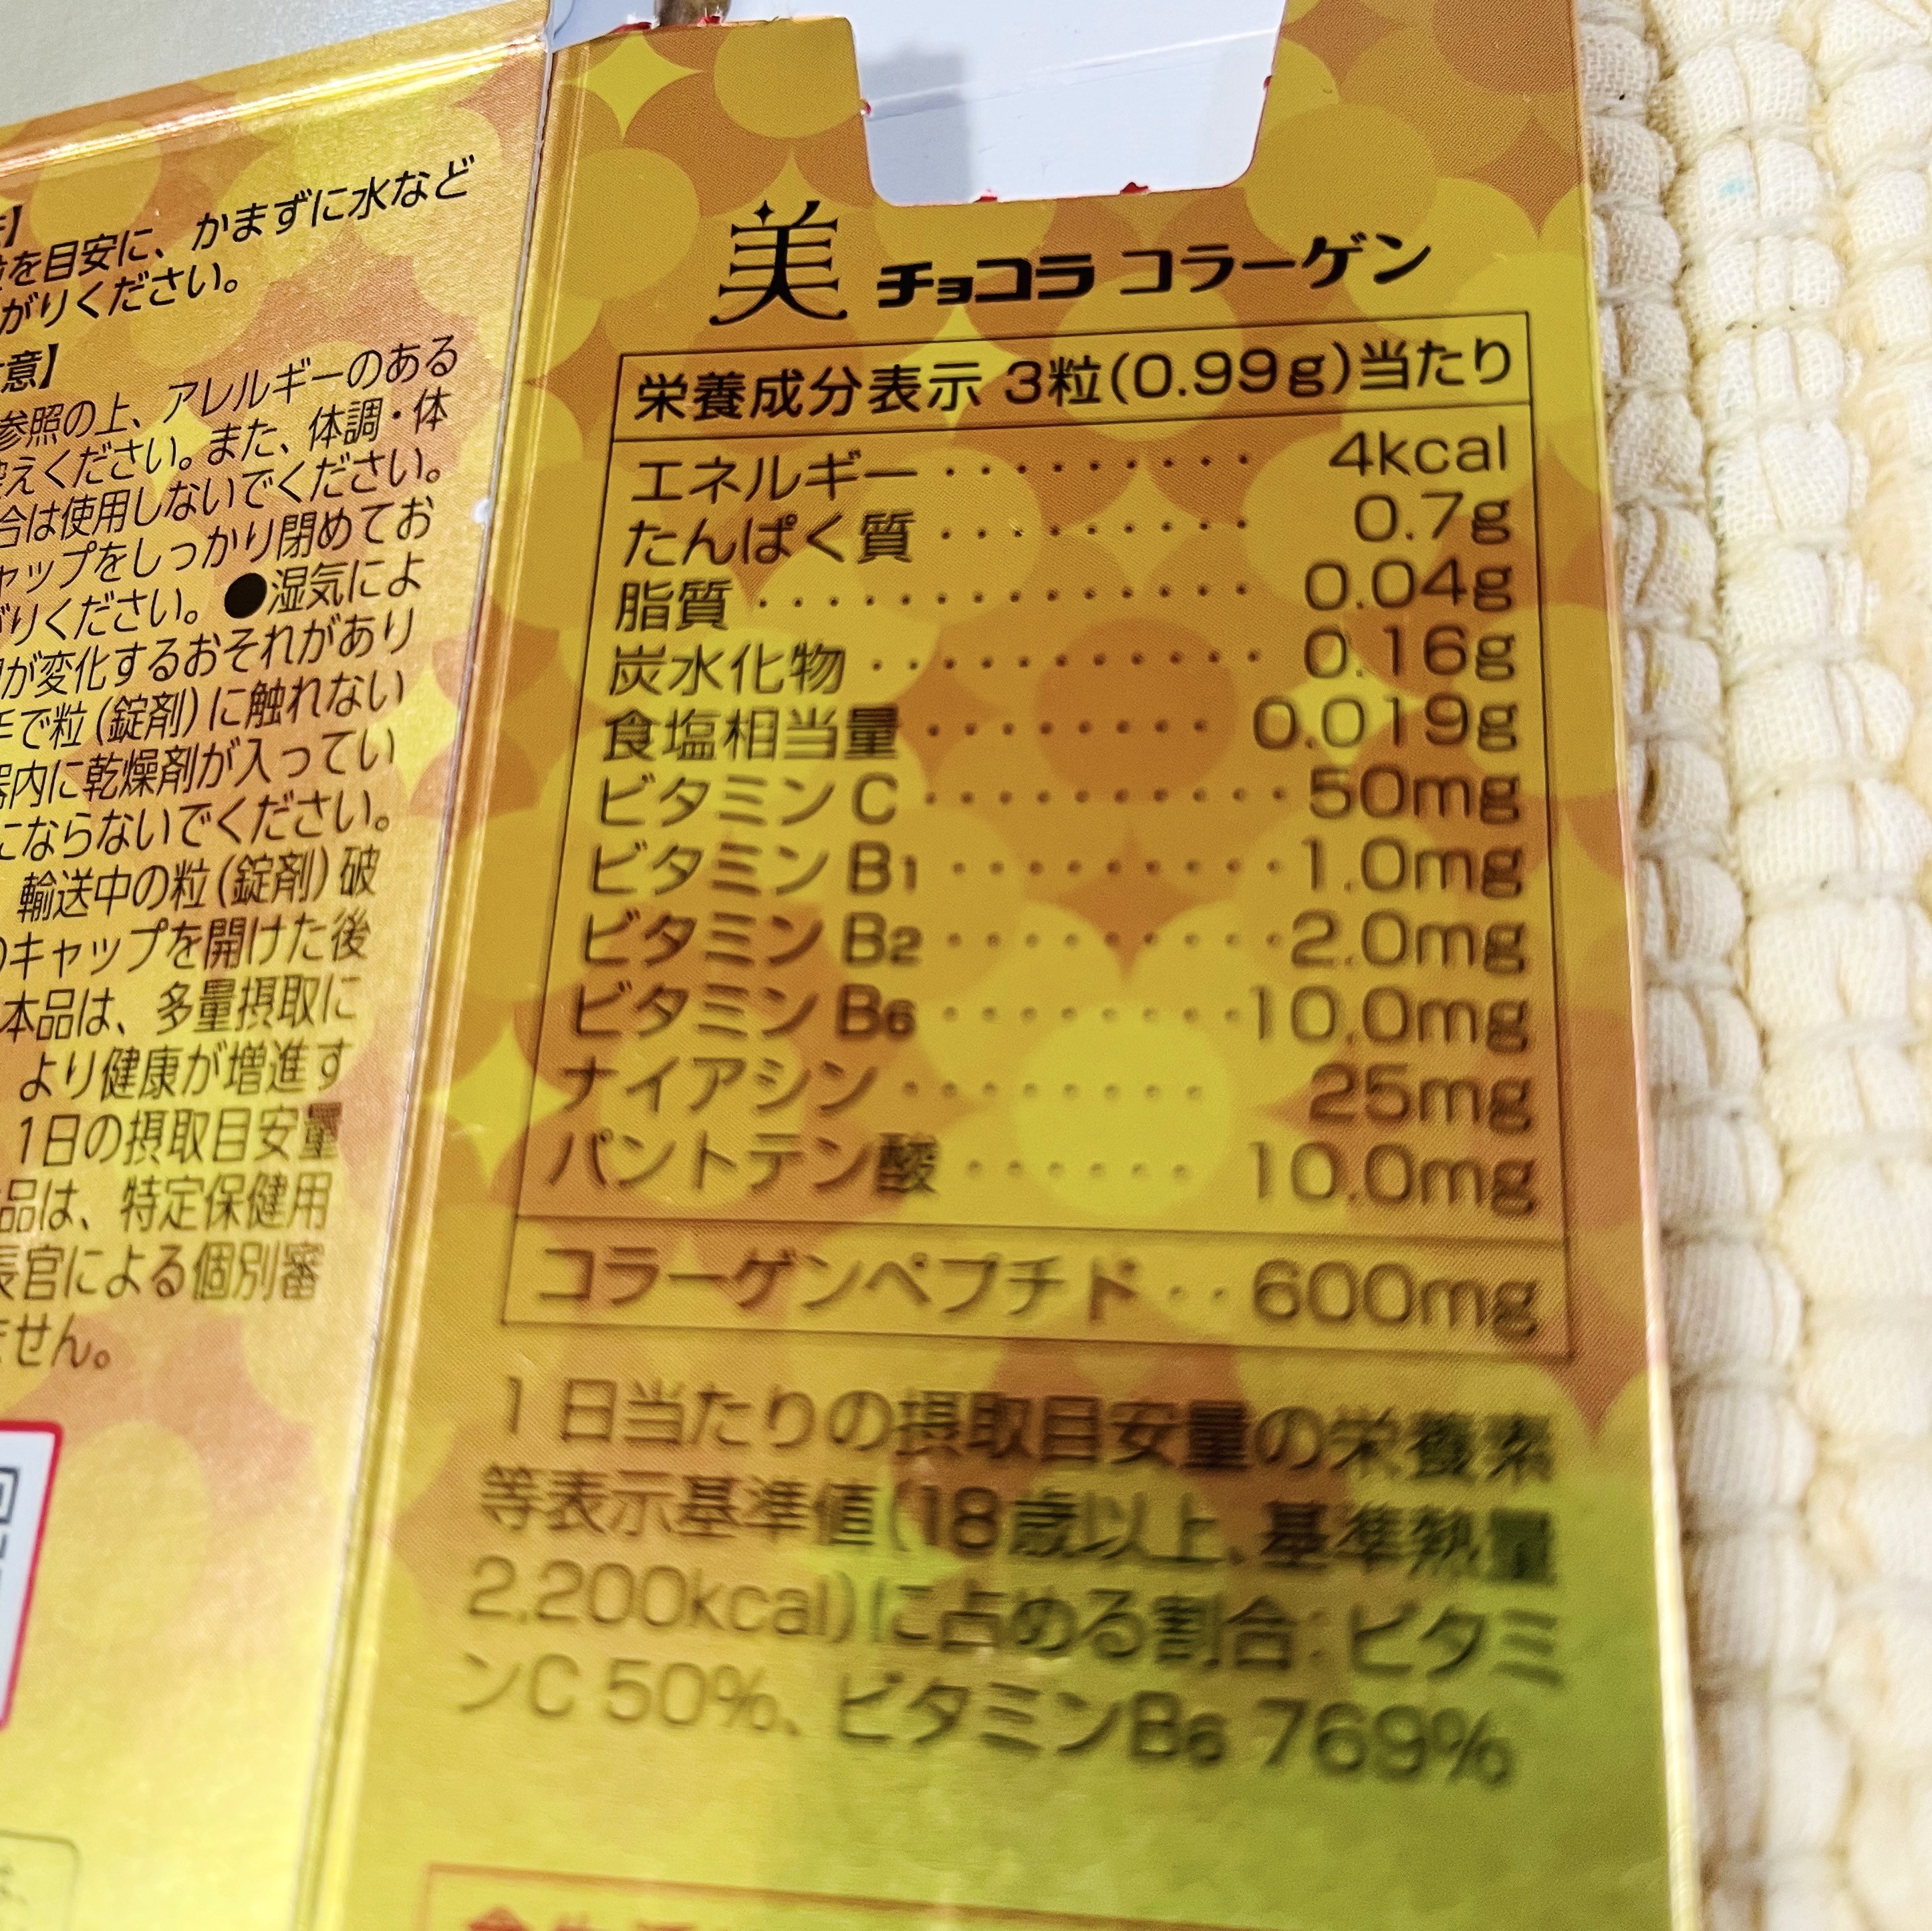 を目安に、かまずに水など
がりください。
意】
参照の上、アレルギーのある
えください。また、体調・体
合は使用しないでください。
ャップをしっかり閉めてお
りください。●湿気によ
が変化するおそれがあり
で粒(錠剤)に触れない
器内に乾燥剤が入ってい
にならないでください。
輸送中の粒(錠剤)破
のキャップを開けた後
本品は、多量摂取に
より健康が増進す
1日の摂取目安量
品は、特定保健用
長官による個別審
ません。
美 チョコラ コラーゲン
栄養成分表示 3粒(0.99g)当たり
エネルギー・・・・・・・・・ 4kcal
たんぱく質・・・・・・・・・ 0.7g
脂質・・・・・・・・・・・・・ 0.04g
炭水化物・・・・・・・・・・・ 0.16g
食塩相当量・・・・・・・・ 0.019g
ビタミンC・・・・・・・・・・・50mg
ビタミンB1・・・・・・・・・・1.0mg
ビタミンB2・・・・・・・・・・2.0mg
ビタミンB6・・・・・・・・10.0mg
ナイアシン・・・・・・・・ 25mg
パントテン酸・・・・・・ 10.0mg
コラーゲンペプチド・・600mg
1日当たりの摂取目安量の栄養素
等表示基準値(18歳以上、基準熱量
2,200kcal)に占める割合：ビタミ
ンC 50%、ビタミンB6 769%